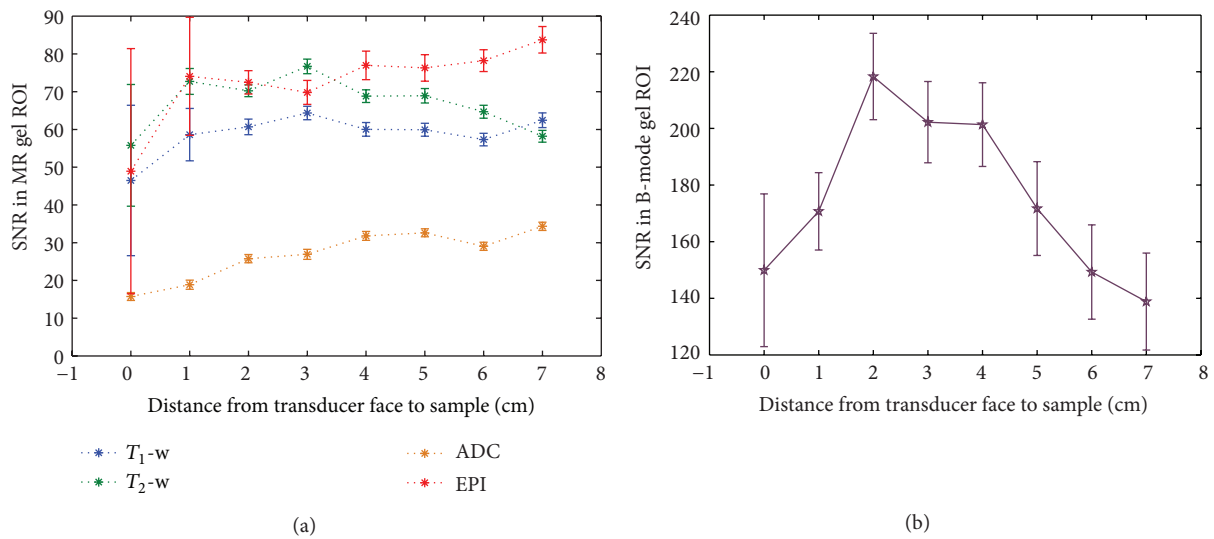 SNR in MR gel ROI
90
80
70
60
50
40
30
20
10
0
−1 0 1 2 3 4 5 6 7 8
Distance from transducer face to sample (cm)
T1-w
T2-w
ADC
EPI
(a)
SNR in B-mode gel ROI
240
220
200
180
160
140
120
−1 0 1 2 3 4 5 6 7 8
Distance from transducer face to sample (cm)
(b)